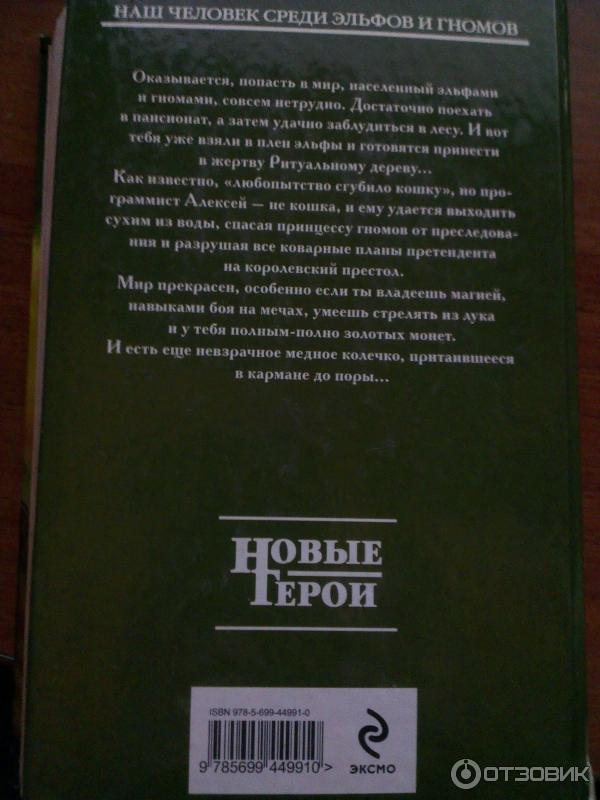 НАШ ЧЕЛОВЕК СРЕДИ ЭЛЬФОВ И ГНОМОВ
Оказывается, попасть в мир, населенный эльфами
и гномами, совсем нетрудно. Достаточно поехать
в пансионат, а затем удачно заблудиться в лесу. И вот
тебя уже взяли в плен эльфы и готовятся принести
в жертву Ритуальному дереву...
Как известно, «любопытство сгубило кошку», но про-
граммист Алексей — не кошка, и ему удается выходить
сухим из воды, спасая принцессу гномов от преследова-
ния и разрушая все коварные планы претендента
на королевский престол.
Мир прекрасен, особенно если ты владеешь магией,
навыками боя на мечах, умеешь стрелять из лука
и у тебя полным-полно золотых монет.
И есть еще невзрачное медное колечко, притаившееся
в кармане до поры...
НОВЫЕ
ГЕРОИ
ISBN 978-5-699-44991-0
9 785699 449910 >
ЭКСМО
ОТЗОВИК